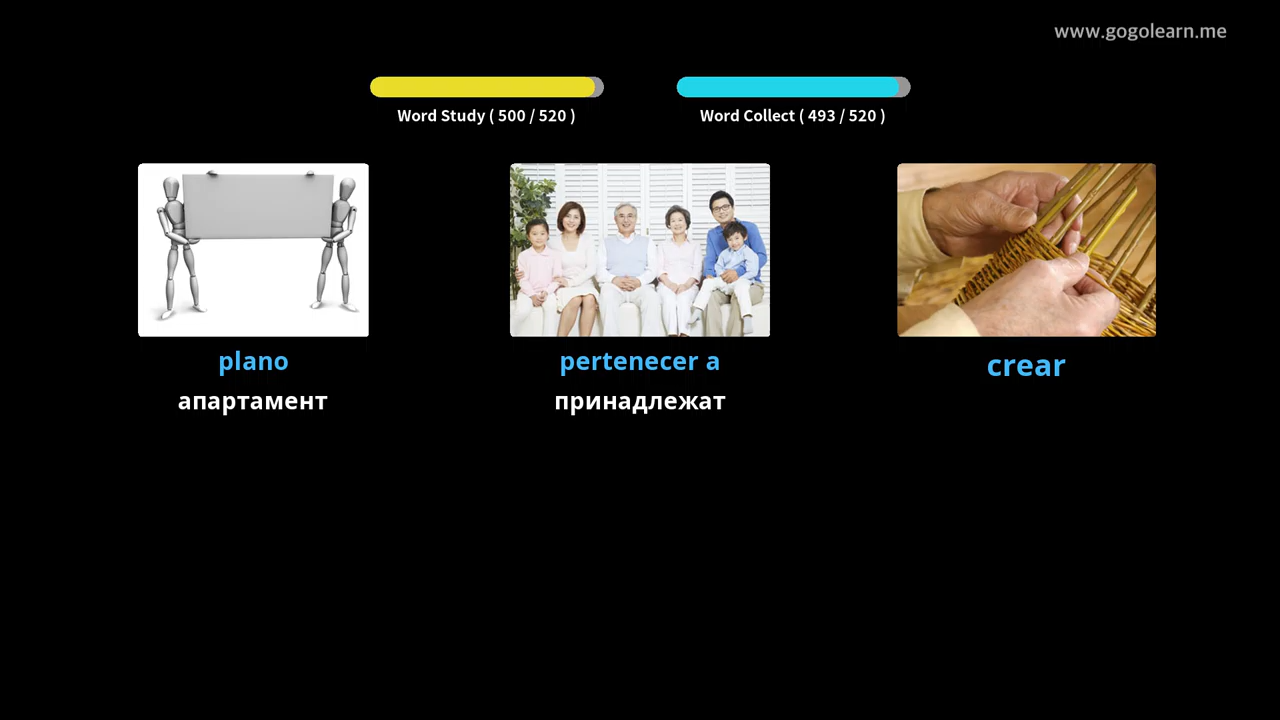 www.gogolearn.me
Word Study ( 500 / 520 )
Word Collect ( 493 / 520 )
plano
апартамент
pertenecer a
принадлежат
crear